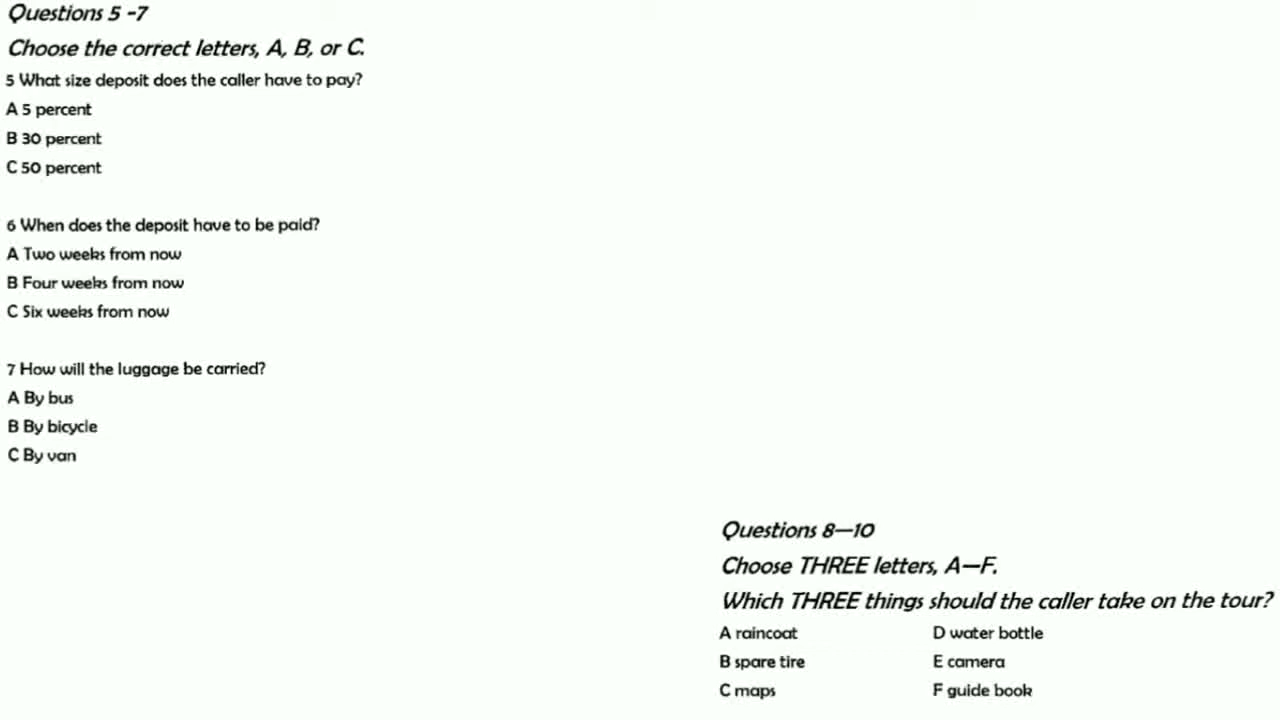 Questions 5 -7
Choose the correct letters, A, B, or C.
5 What size deposit does the caller have to pay?
A 5 percent
B 30 percent
C 50 percent
6 When does the deposit have to be paid?
A Two weeks from now
B Four weeks from now
C Six weeks from now
7 How will the luggage be carried?
A By bus
B By bicycle
C By van
Questions 8—10
Choose THREE letters, A—F.
Which THREE things should the caller take on the tour?
A raincoat
B spare tire
C maps
D water bottle
E camera
F guide book